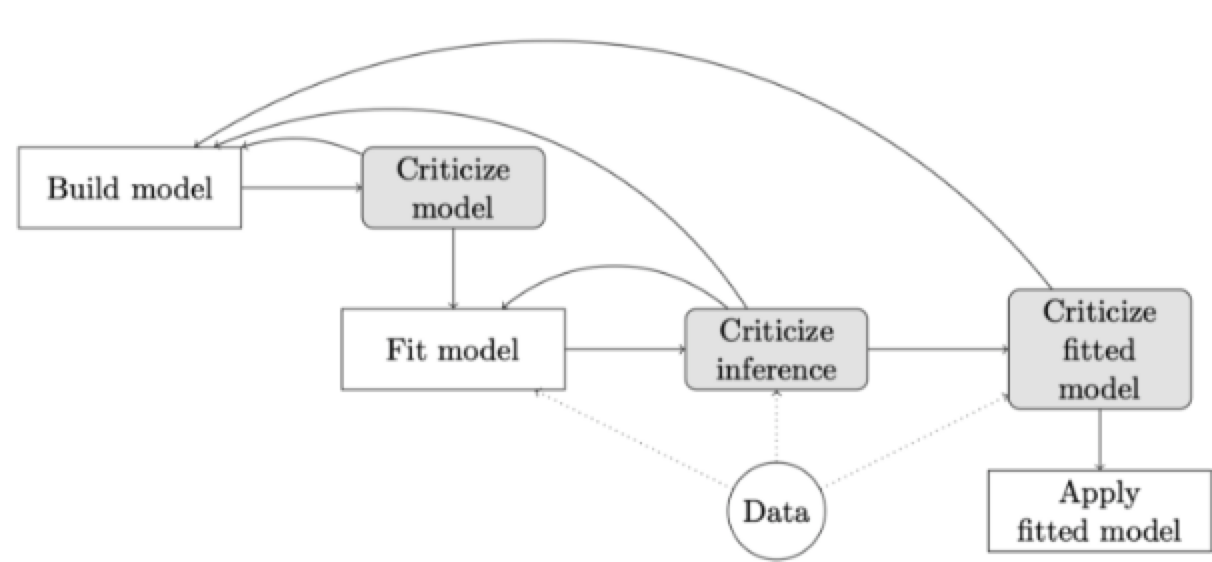 Build model
Criticize
model
Fit model
Criticize
inference
Criticize
fitted
model
Data
Apply
fitted model